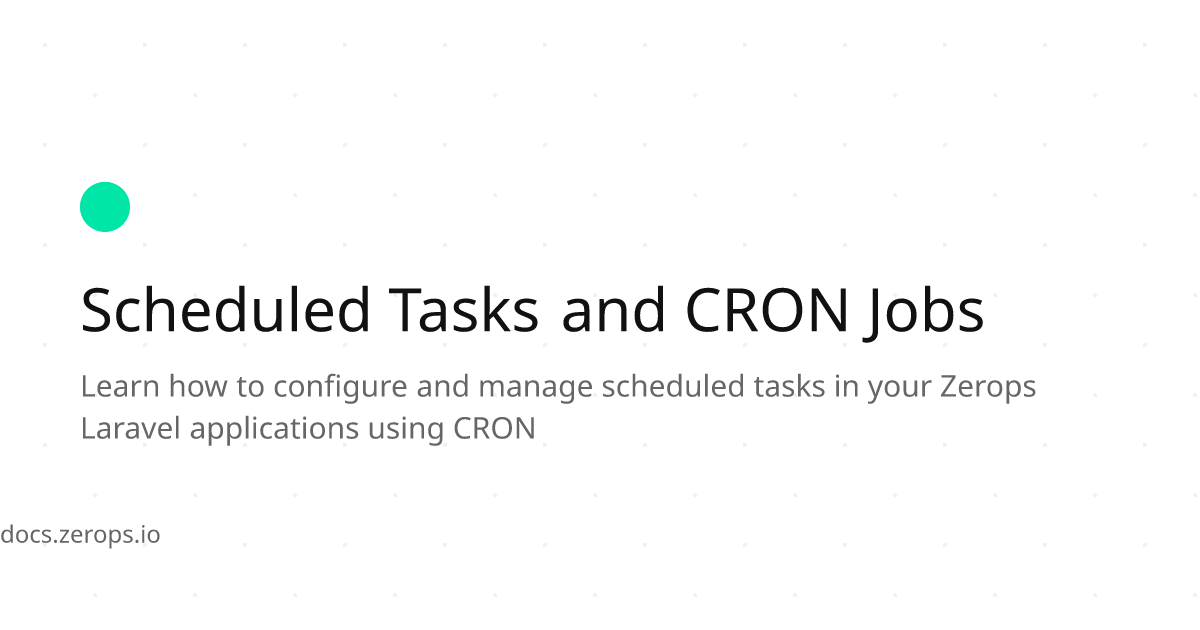 Scheduled Tasks and CRON Jobs
Learn how to configure and manage scheduled tasks in your Zerops
Laravel applications using CRON
docs.zerops.io